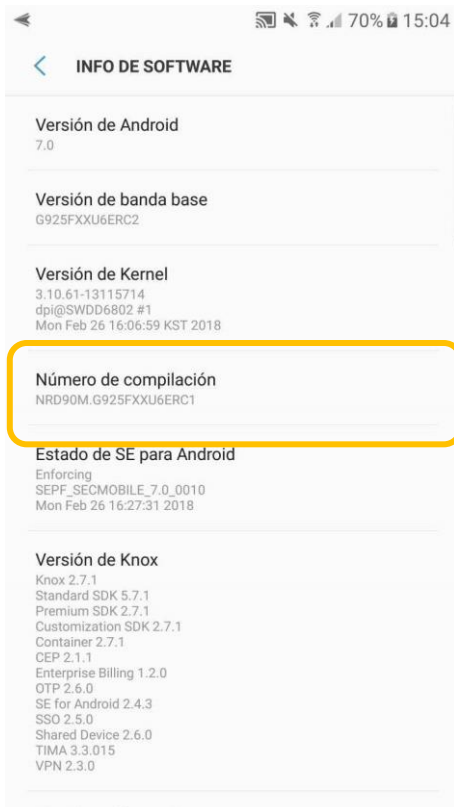 70% 15:04
INFO DE SOFTWARE
Versión de Android
7.0
Versión de banda base
G925FXXU6ERC2
Versión de Kernel
3.10.61-13115714
dpi@SWDD6802 #1
Mon Feb 26 16:06:59 KST 2018
Número de compilación
NRD90M.G925FXXU6ERC1
Estado de SE para Android
Enforcing
SEPF_SECMOBILE_7.0_0010
Mon Feb 26 16:27:31 2018
Versión de Knox
Knox 2.7.1
Standard SDK 5.7.1
Premium SDK 2.7.1
Customization SDK 2.7.1
Container 2.7.1
CEP 2.1.1
Enterprise Billing 1.2.0
OTP 2.6.0
SE for Android 2.4.3
SSO 2.5.0
Shared Device 2.6.0
TIMA 3.3.015
VPN 2.3.0